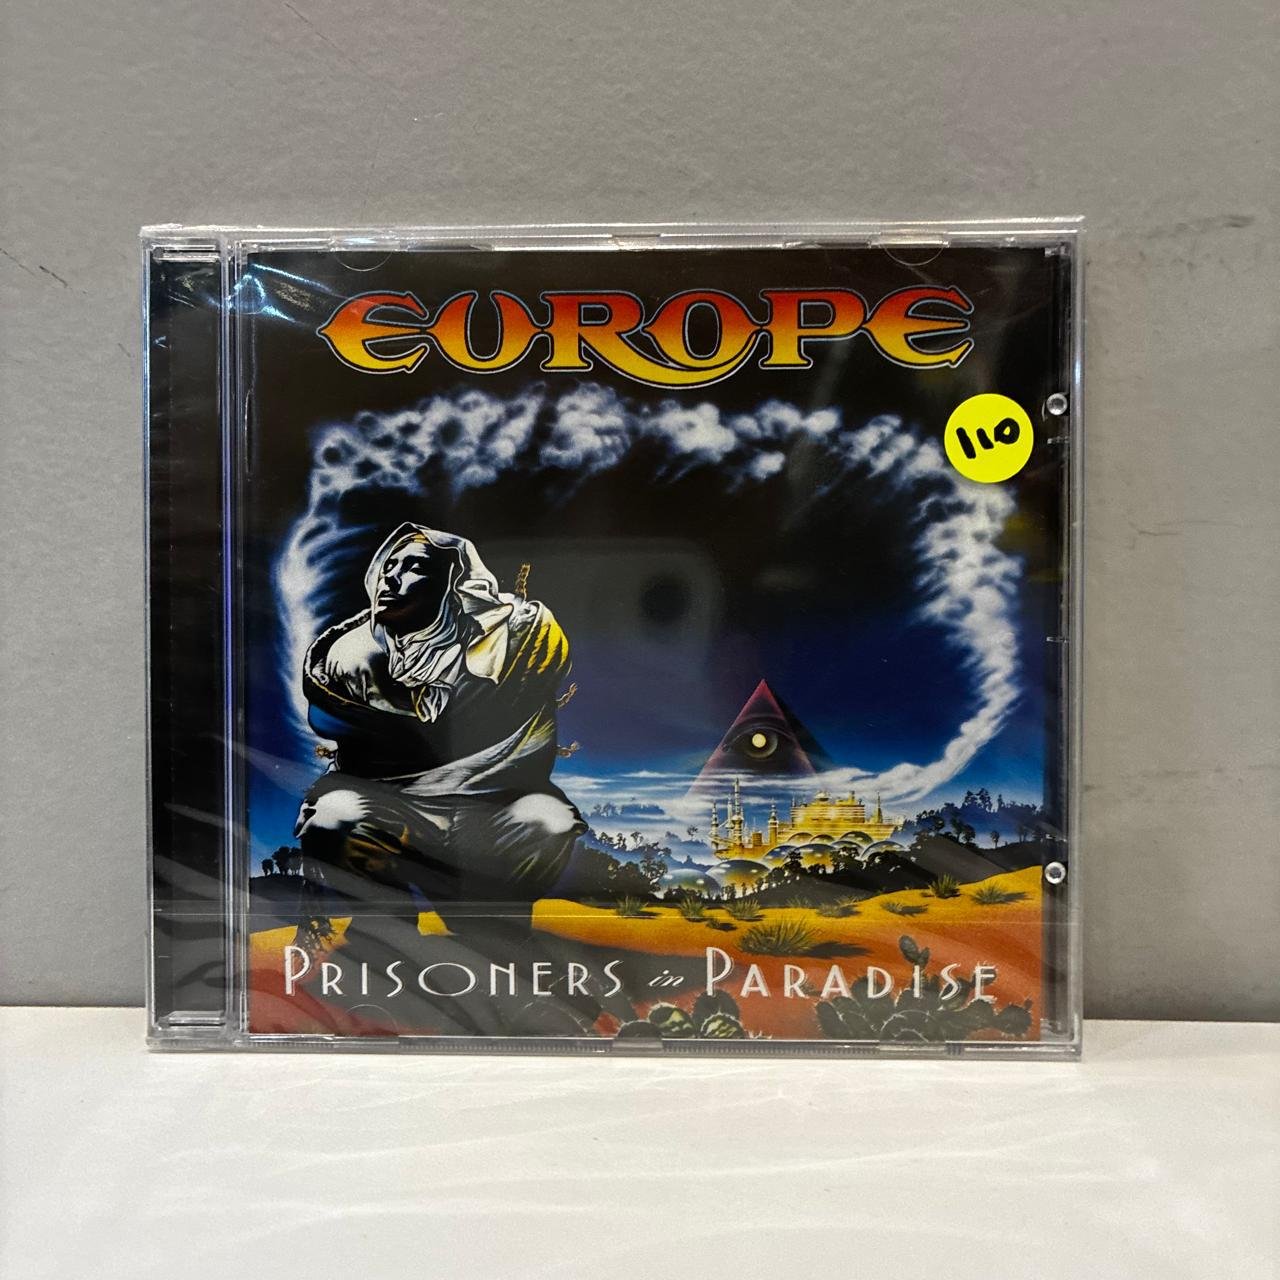 EUROPE
110
PRISONERS in PARADISE